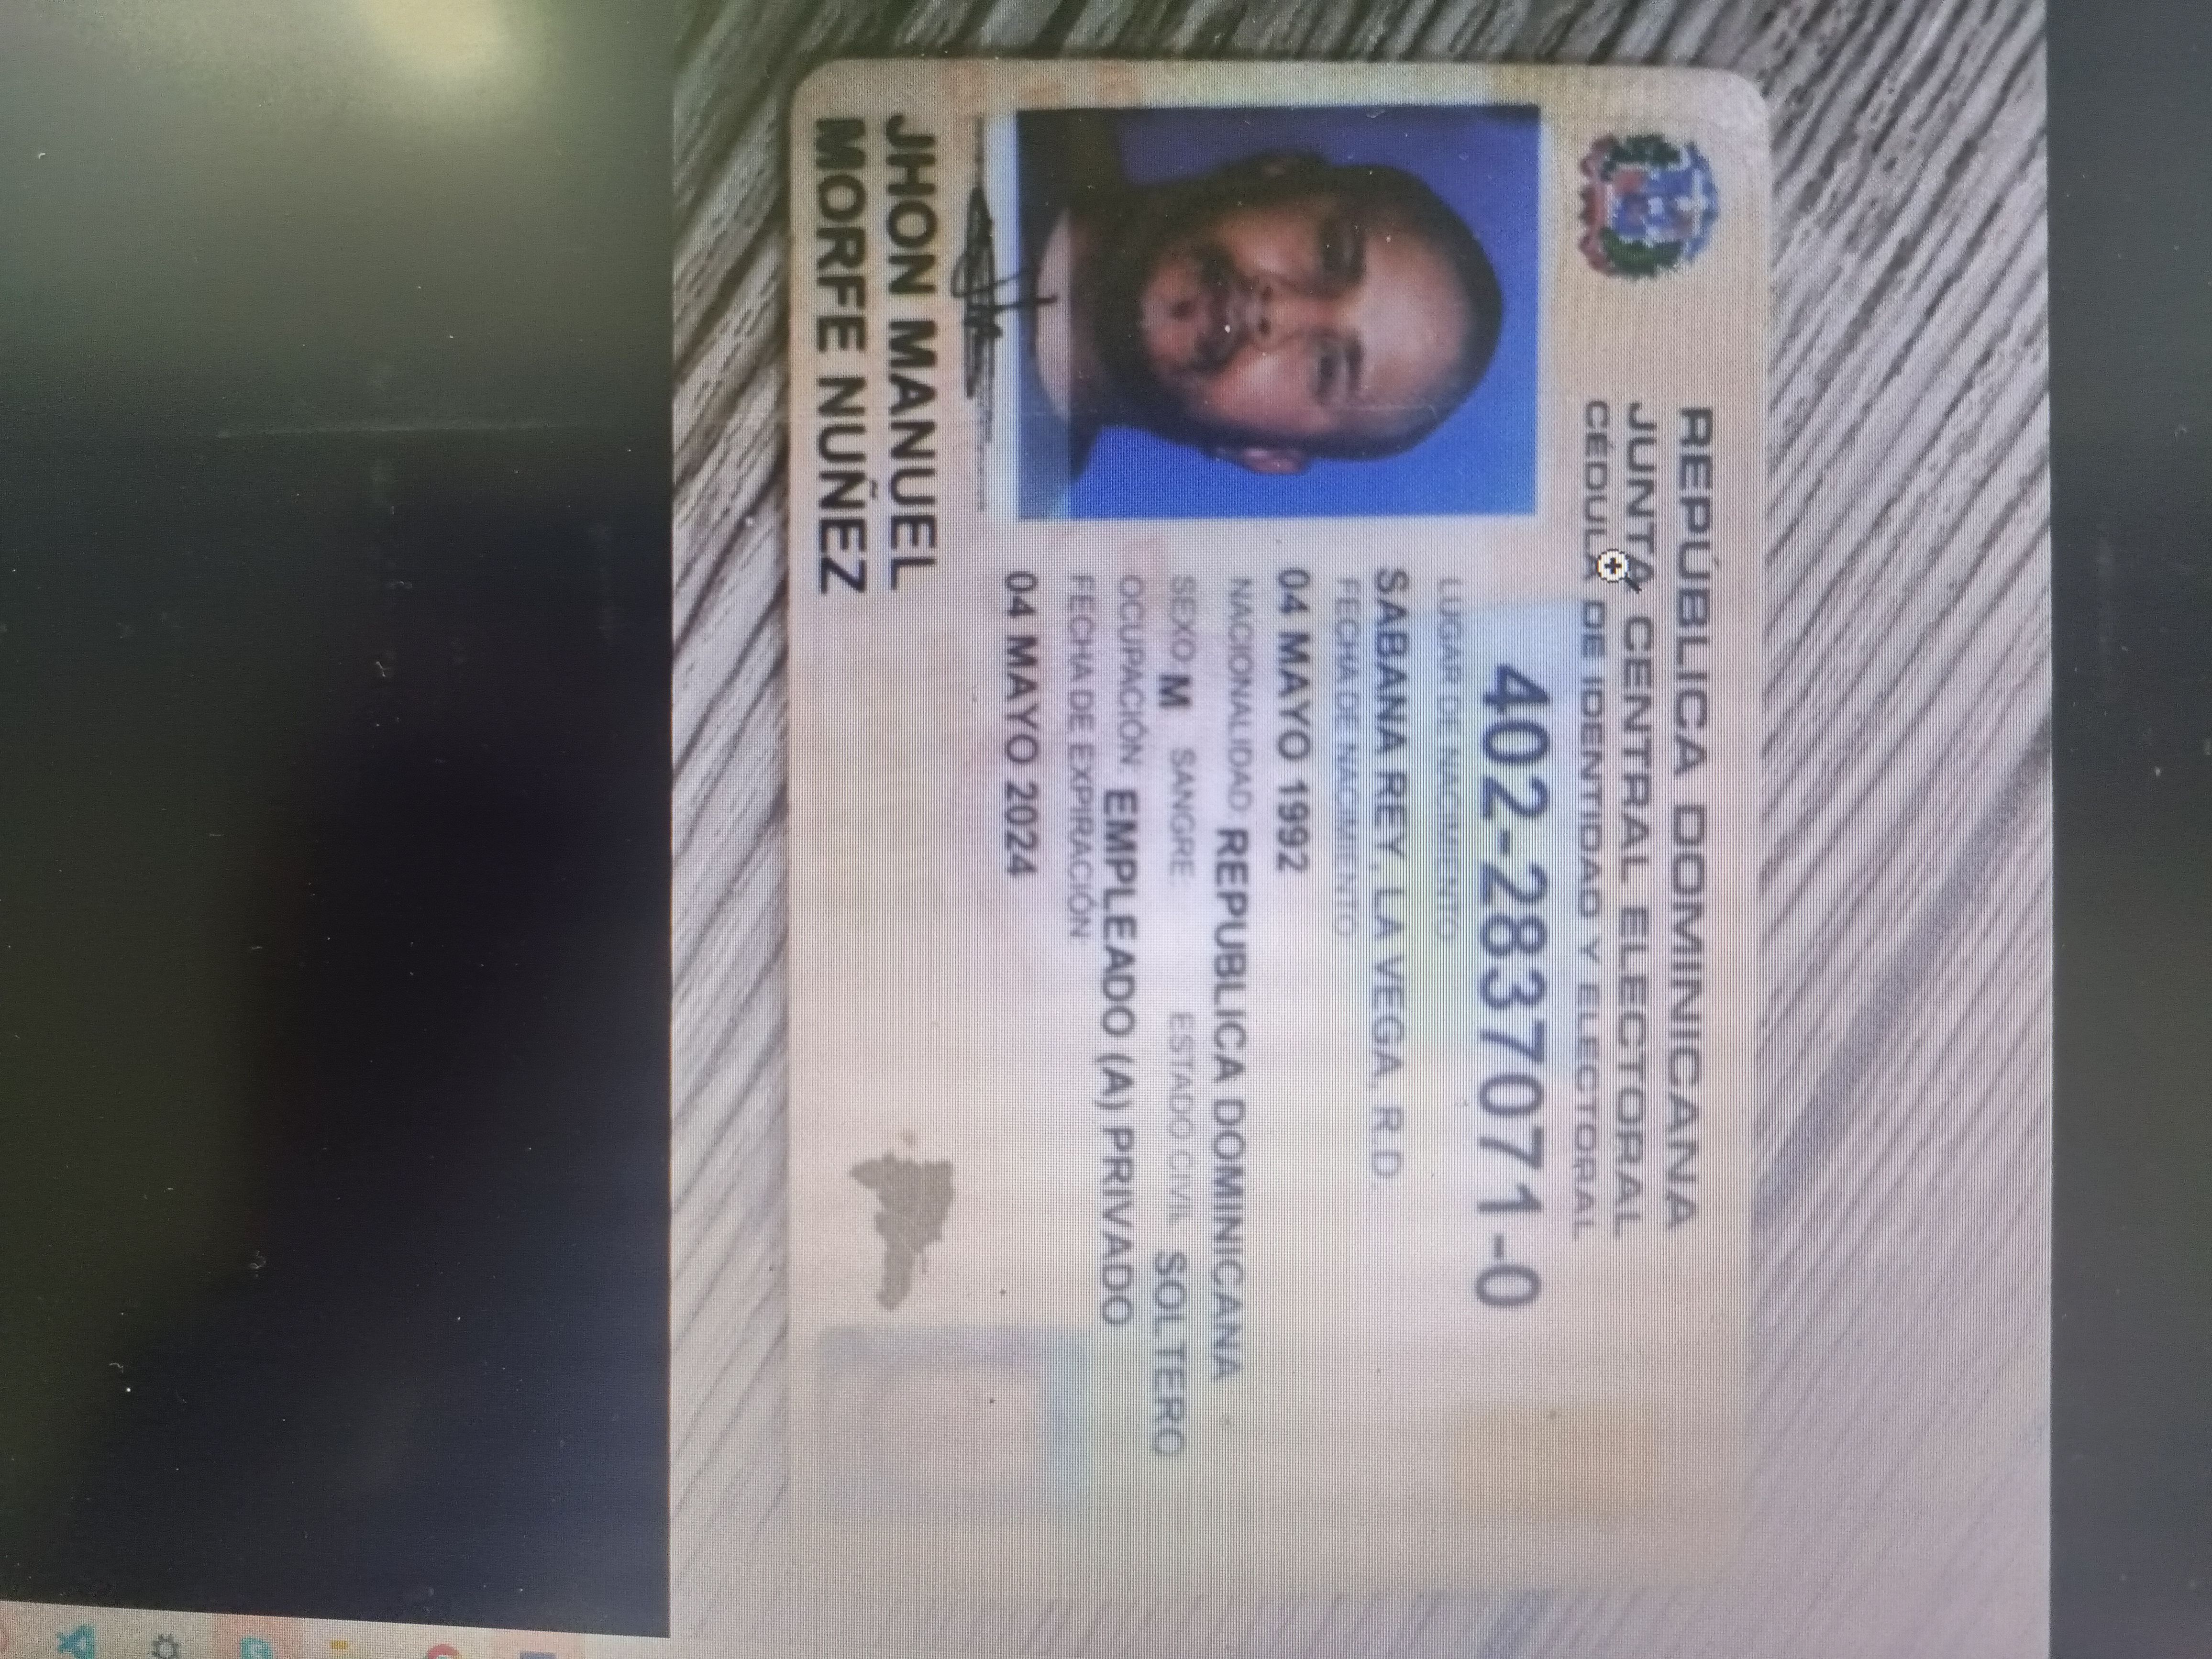 REPÚBLICA DOMINICANA
JUNTA CENTRAL ELECTORAL
CÉDULA DE IDENTIDAD Y ELECTORAL
402-2837071-0
LUGAR DE NACIMIENTO
SABANA REY, LA VEGA, R.D.
FECHA DE NACIMIENTO
04 MAYO 1992
NACIONALIDAD: REPUBLICA DOMINICANA
SEXO: M SANGRE: ESTADO CIVIL: SOLTERO
OCUPACIÓN: EMPLEADO (A) PRIVADO
FECHA DE EXPIRACIÓN:
04 MAYO 2024
JHON MANUEL
MORFE NUÑEZ